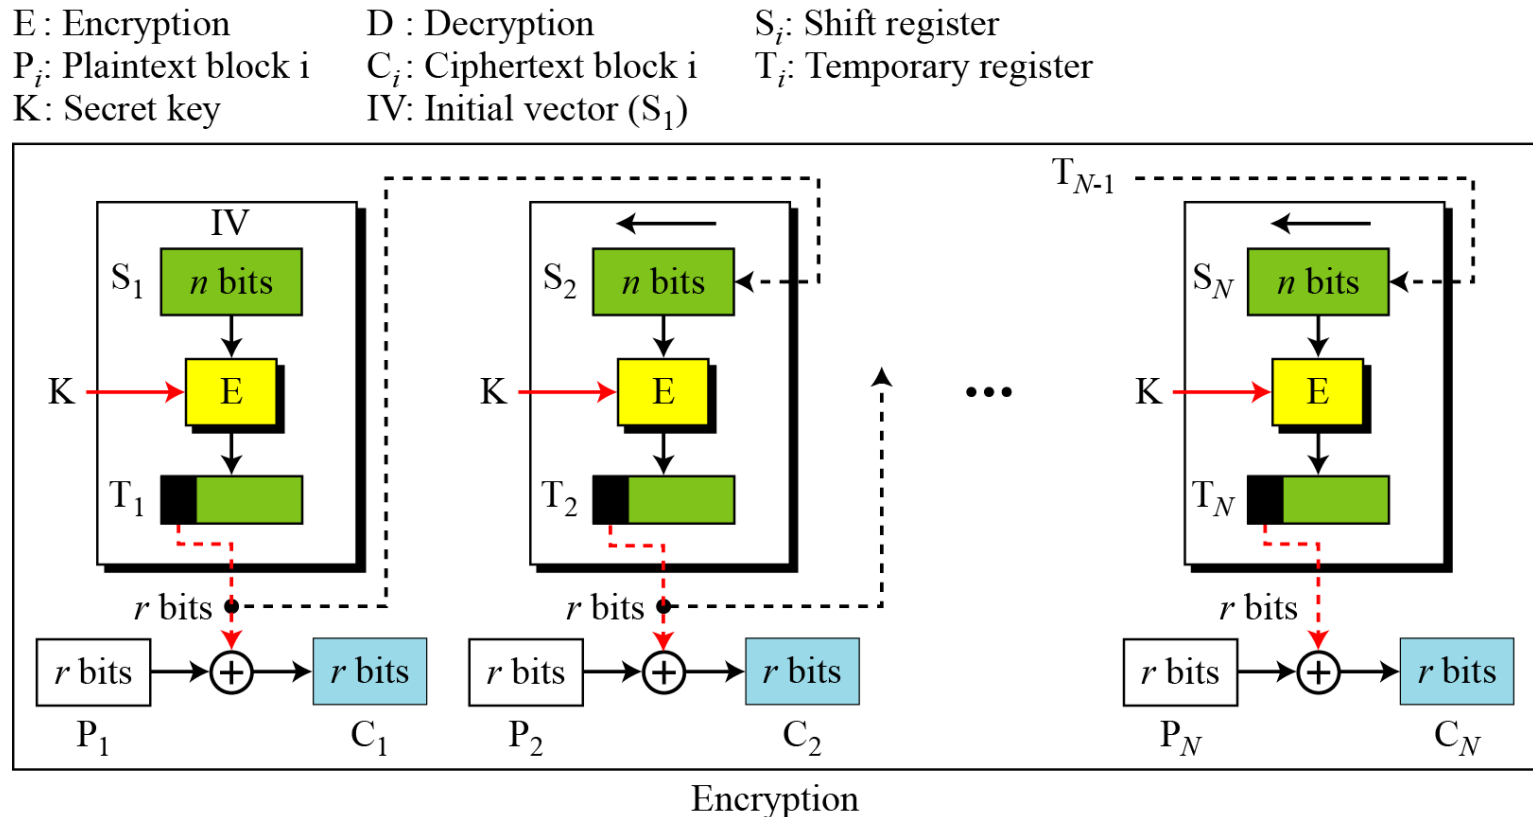 E : Encryption D : Decryption Sᵢ: Shift register
Pᵢ: Plaintext block i Cᵢ: Ciphertext block i Tᵢ: Temporary register
K : Secret key IV: Initial vector (S₁)
T_{N-1}
IV
S₁ n bits S₂ n bits S_N n bits
K E K E ••• K E
T₁ T₂ T_N
r bits r bits r bits
r bits + r bits r bits + r bits r bits + r bits
P₁ C₁ P₂ C₂ P_N C_N
Encryption